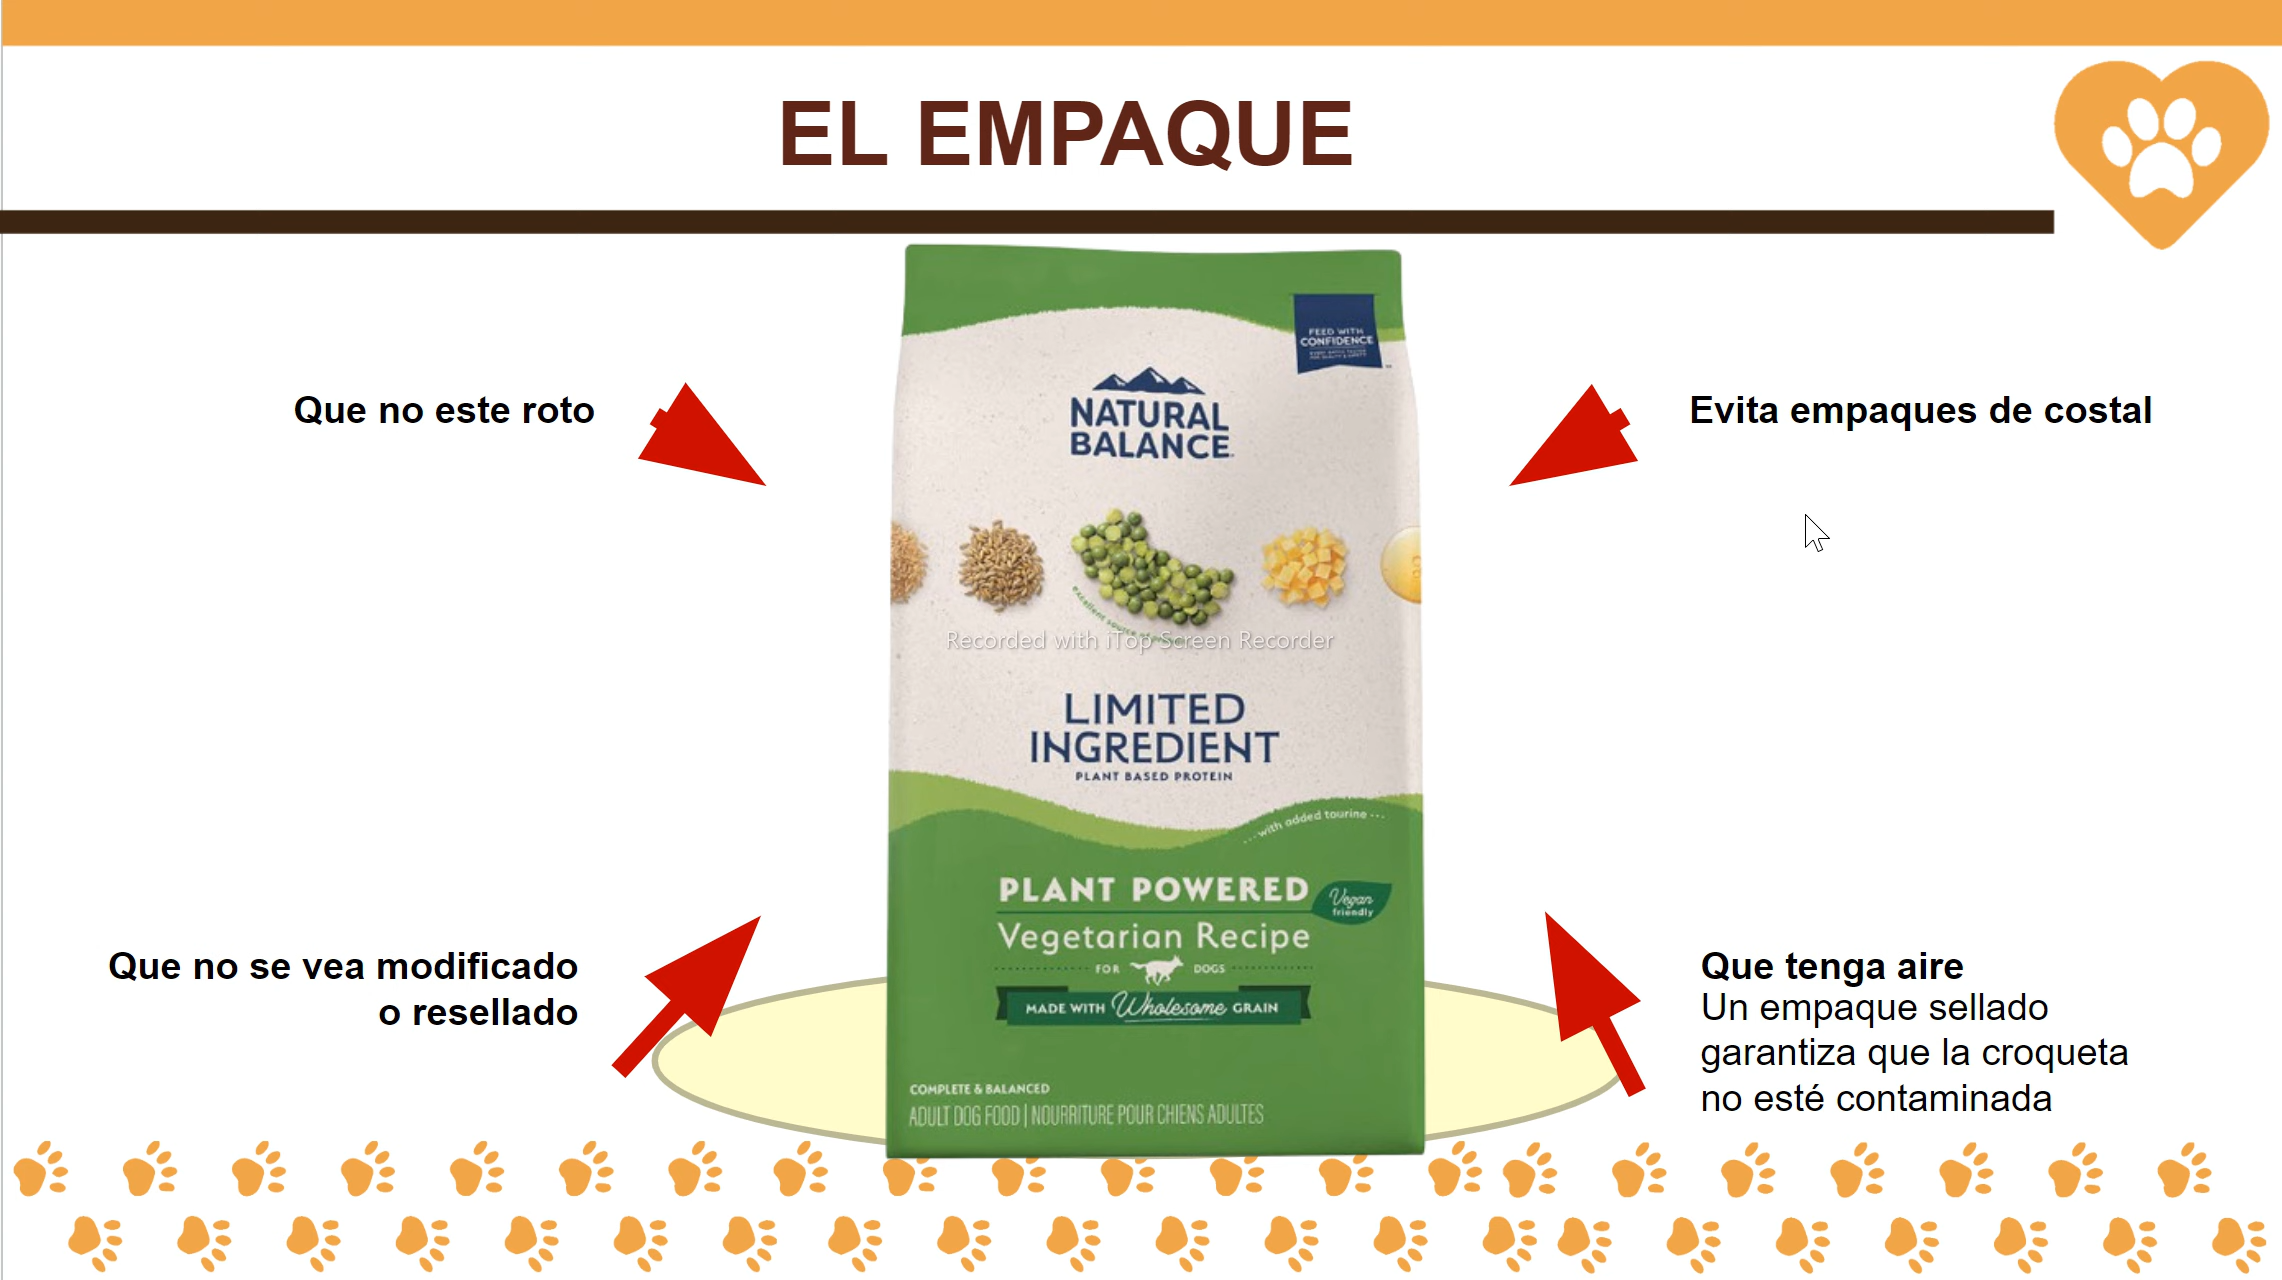 EL EMPAQUE
Que no este roto
Evita empaques de costal
FEED WITH
CONFIDENCE
NATURAL
BALANCE
excellent source of
Recorded with iTop Screen Recorder
LIMITED
INGREDIENT
PLANT BASED PROTEIN
with added taurine
PLANT POWERED
Vegan
friendly
Vegetarian Recipe
FOR DOGS
MADE WITH Wholesome GRAIN
COMPLETE & BALANCED
ADULT DOG FOOD | NOURRITURE POUR CHIENS ADULTES
Que no se vea modificado
o resellado
Que tenga aire
Un empaque sellado
garantiza que la croqueta
no esté contaminada